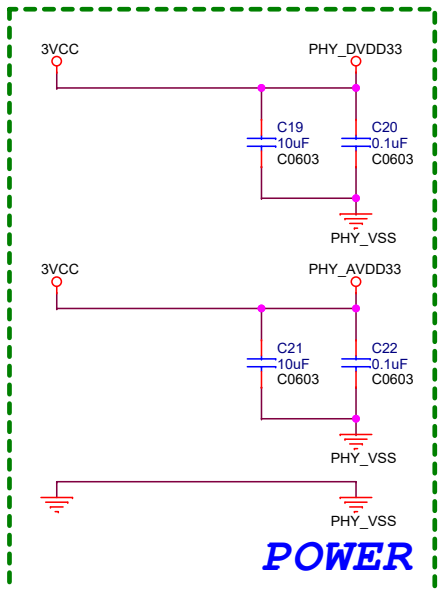 3VCC PHY_DVDD33
C19 C20
10uF 0.1uF
C0603 C0603
PHY_VSS
3VCC PHY_AVDD33
C21 C22
10uF 0.1uF
C0603 C0603
PHY_VSS
PHY_VSS
POWER